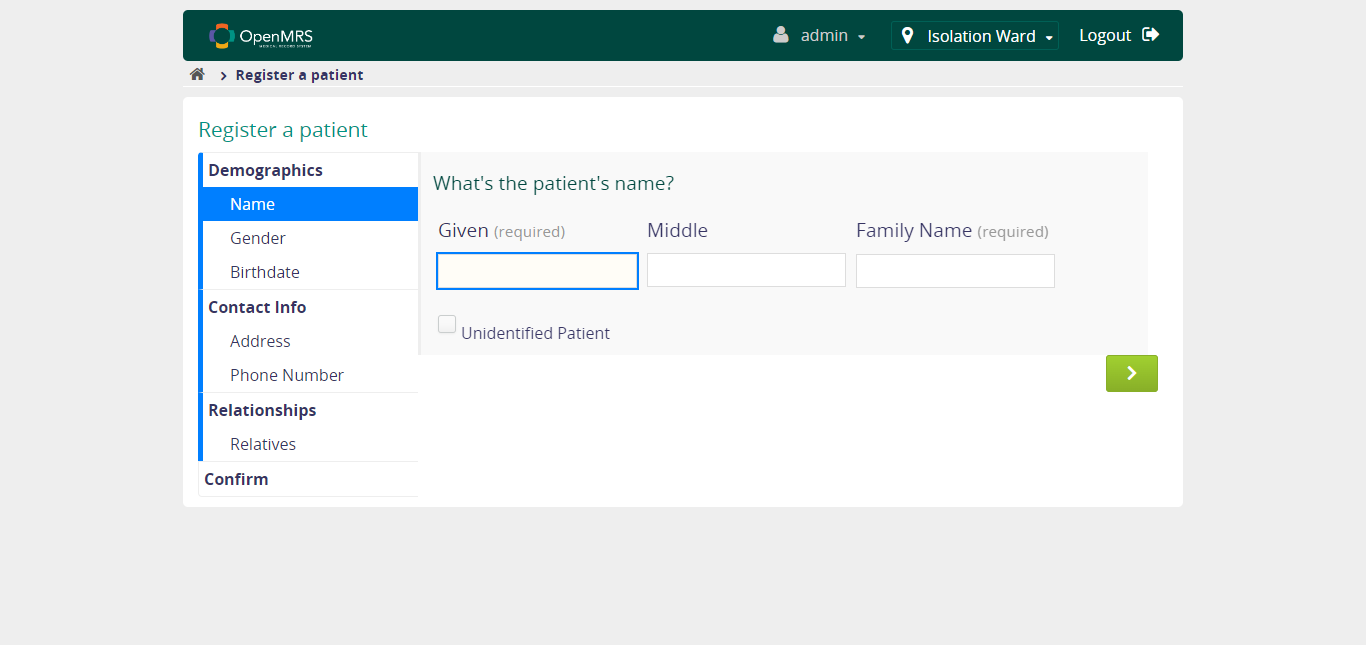 OpenMRS
MEDICAL RECORD SYSTEM
admin
Isolation Ward
Logout
Register a patient
Register a patient
Demographics
Name
Gender
Birthdate
Contact Info
Address
Phone Number
Relationships
Relatives
Confirm
What's the patient's name?
Given (required) Middle Family Name (required)
Unidentified Patient